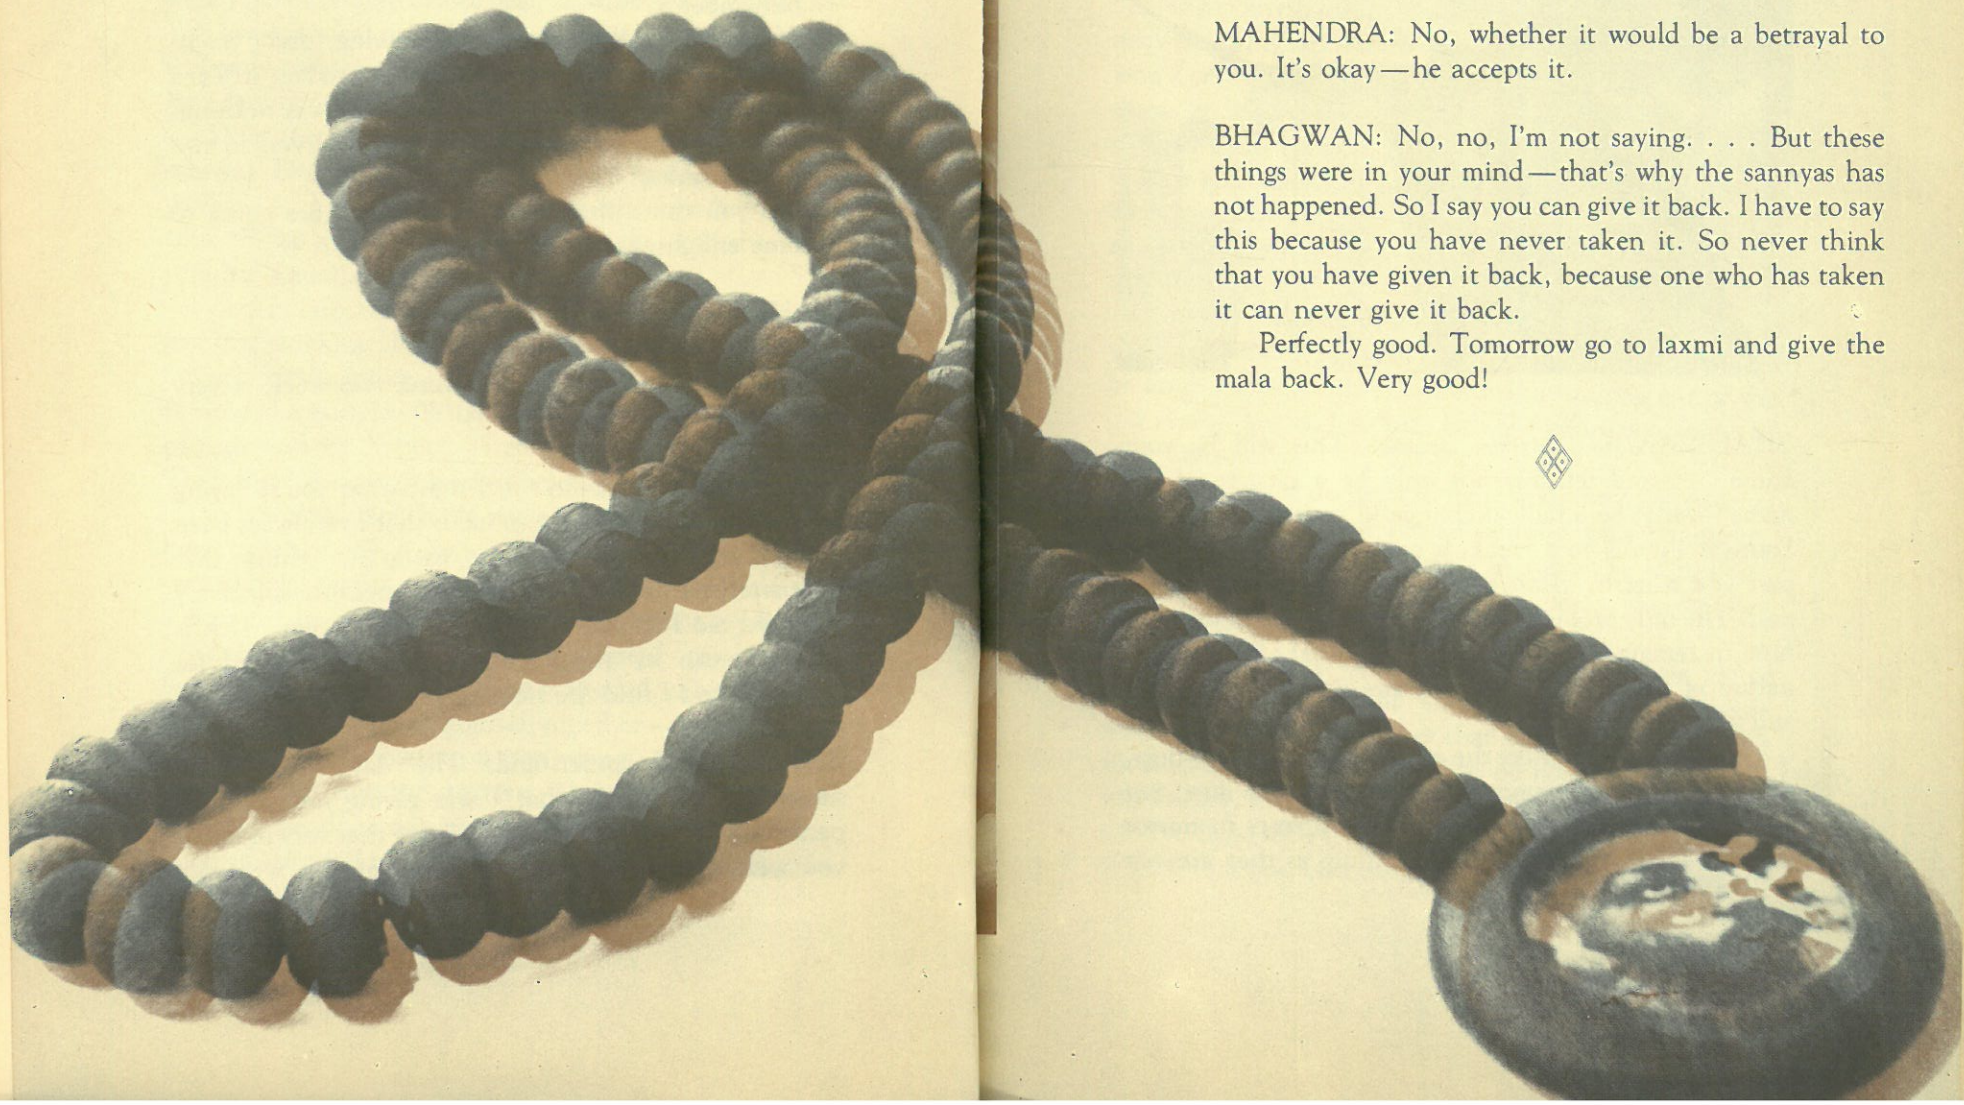 MAHENDRA: No, whether it would be a betrayal to
you. It's okay—he accepts it.
BHAGWAN: No, no, I'm not saying. . . . But these
things were in your mind—that's why the sannyas has
not happened. So I say you can give it back. I have to say
this because you have never taken it. So never think
that you have given it back, because one who has taken
it can never give it back.
Perfectly good. Tomorrow go to laxmi and give the
mala back. Very good!